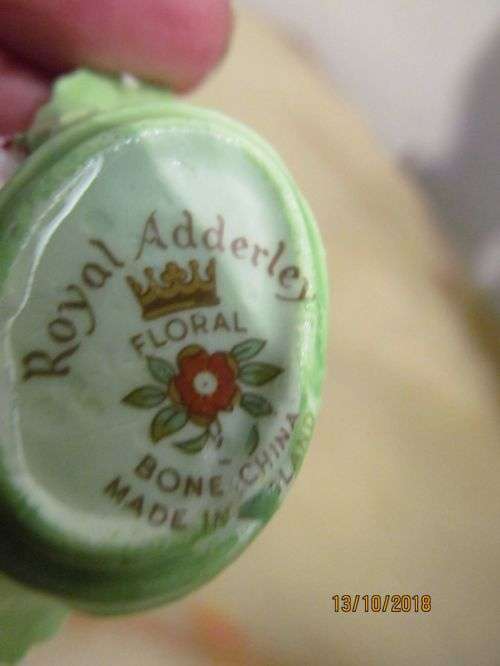 Royal Adderley
FLORAL
BONE CHINA
MADE IN
13/10/2018